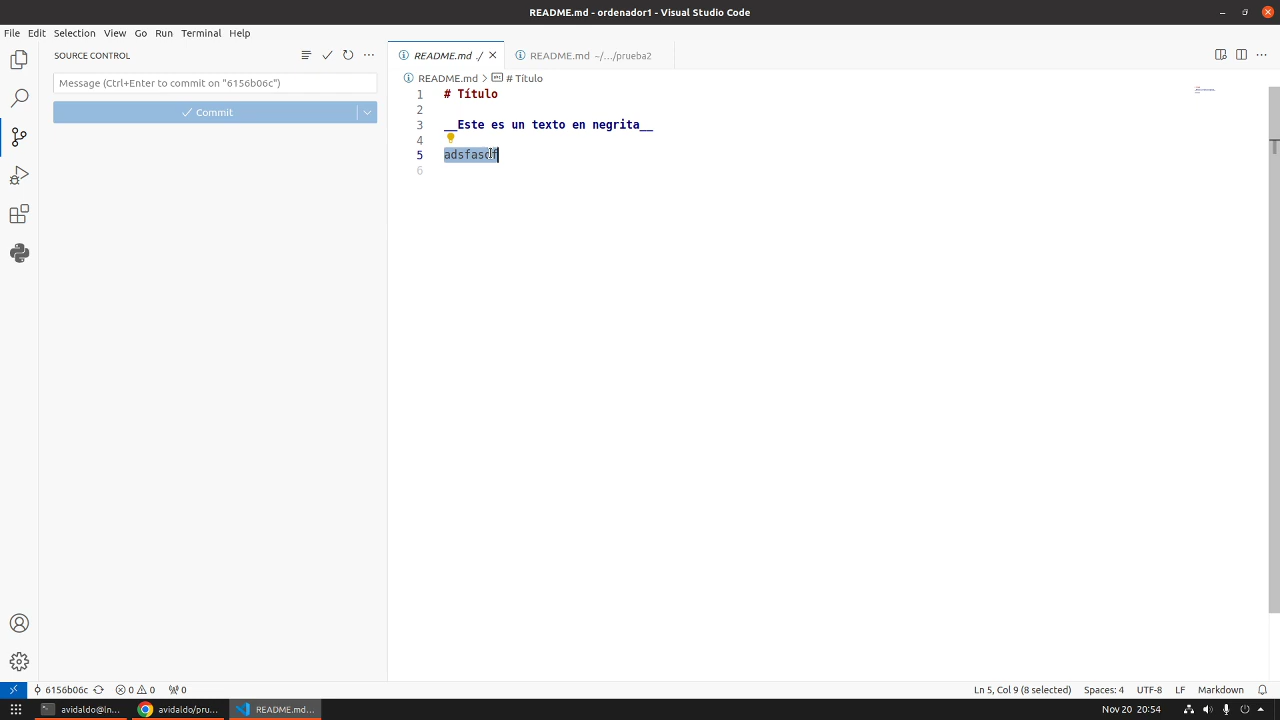 README.md - ordenador1 - Visual Studio Code
File Edit Selection View Go Run Terminal Help
SOURCE CONTROL
README.md ./
README.md ~/.../prueba2
Message (Ctrl+Enter to commit on "6156b06c")
Commit
README.md > # Título
1 # Título
2
3 __Este es un texto en negrita__
4
5 adsfasdf
6
6156b06c 0 0 0
Ln 5, Col 9 (8 selected) Spaces: 4 UTF-8 LF Markdown
avidaldo@ln... avidaldo/pru... README.md... Nov 20 20:54